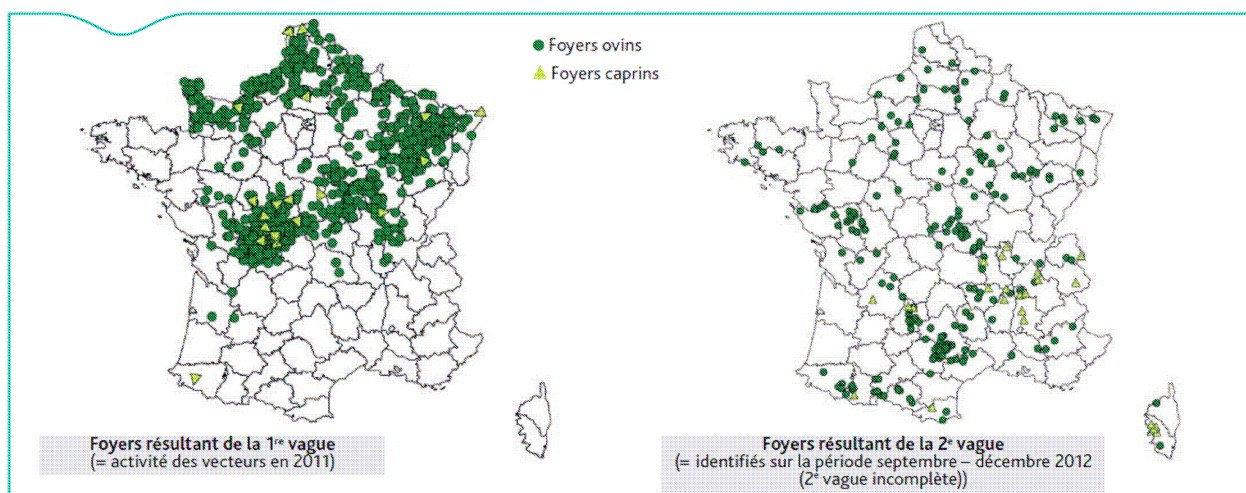 Foyers ovins
Foyers caprins
Foyers résultant de la 1re vague
(= activité des vecteurs en 2011)
Foyers résultant de la 2e vague
(= identifiés sur la période septembre – décembre 2012
(2e vague incomplète))